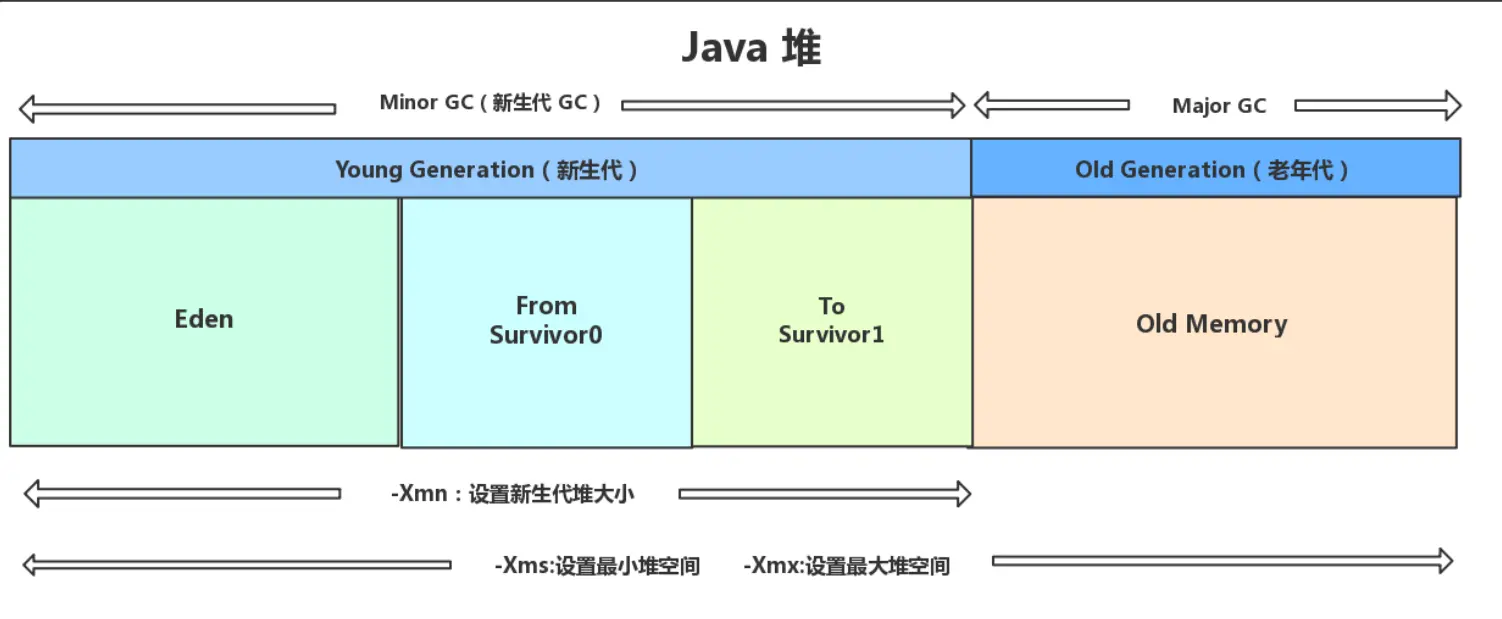 Java 堆
Minor GC（新生代 GC）
Major GC
Young Generation（新生代）
Old Generation（老年代）
Eden
From
Survivor0
To
Survivor1
Old Memory
-Xmn：设置新生代堆大小
-Xms:设置最小堆空间
-Xmx:设置最大堆空间